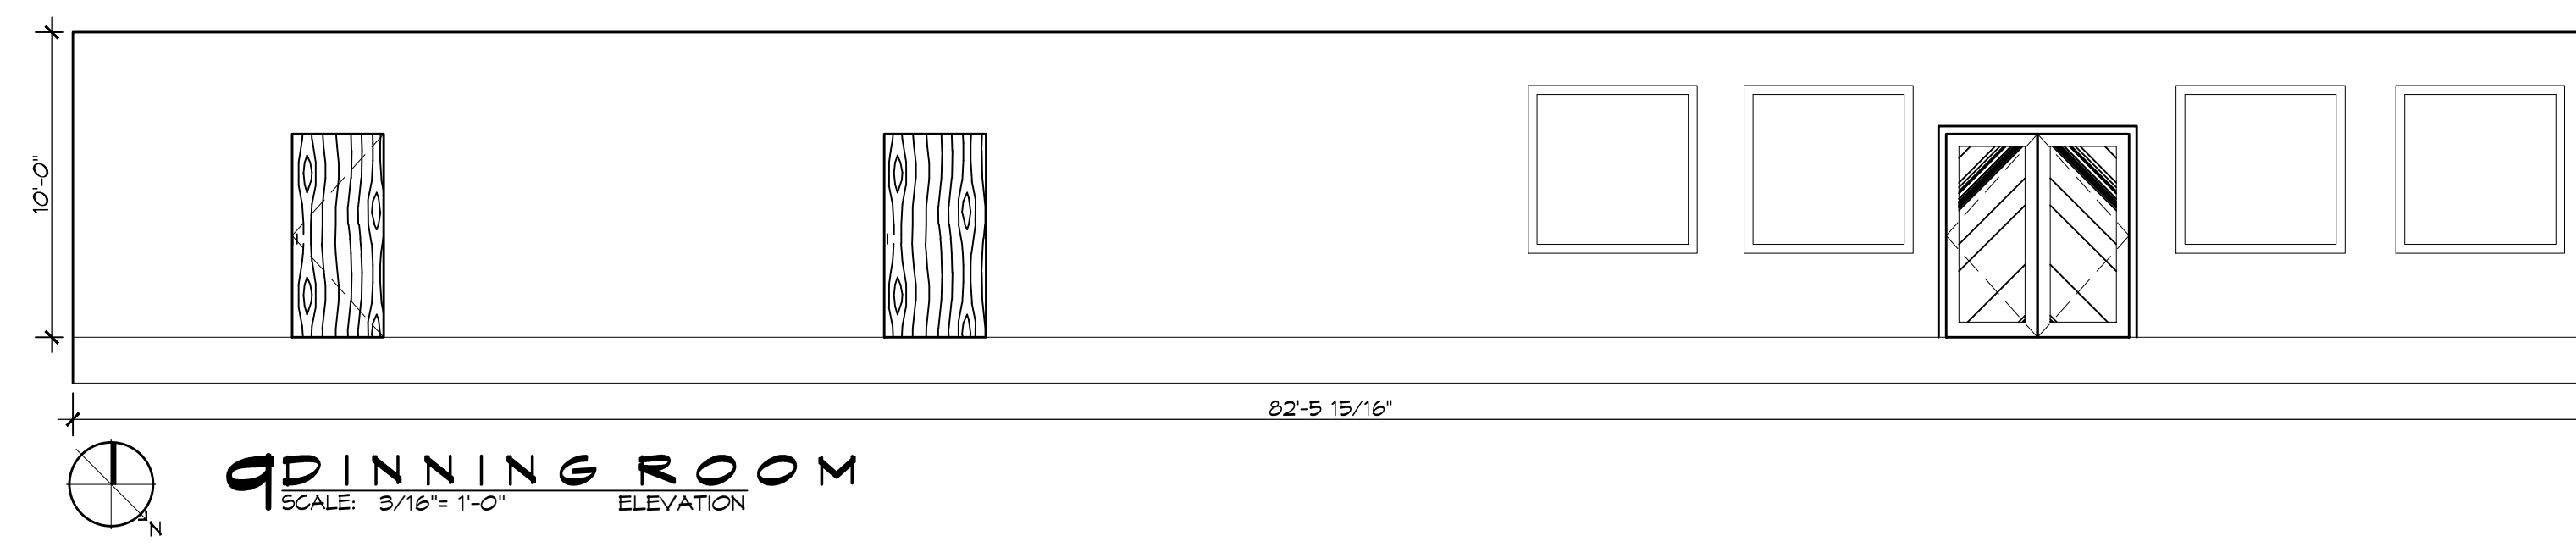 10'-0"
82'-5 15/16"
9 DINNING ROOM
SCALE: 3/16"= 1'-0" ELEVATION
N